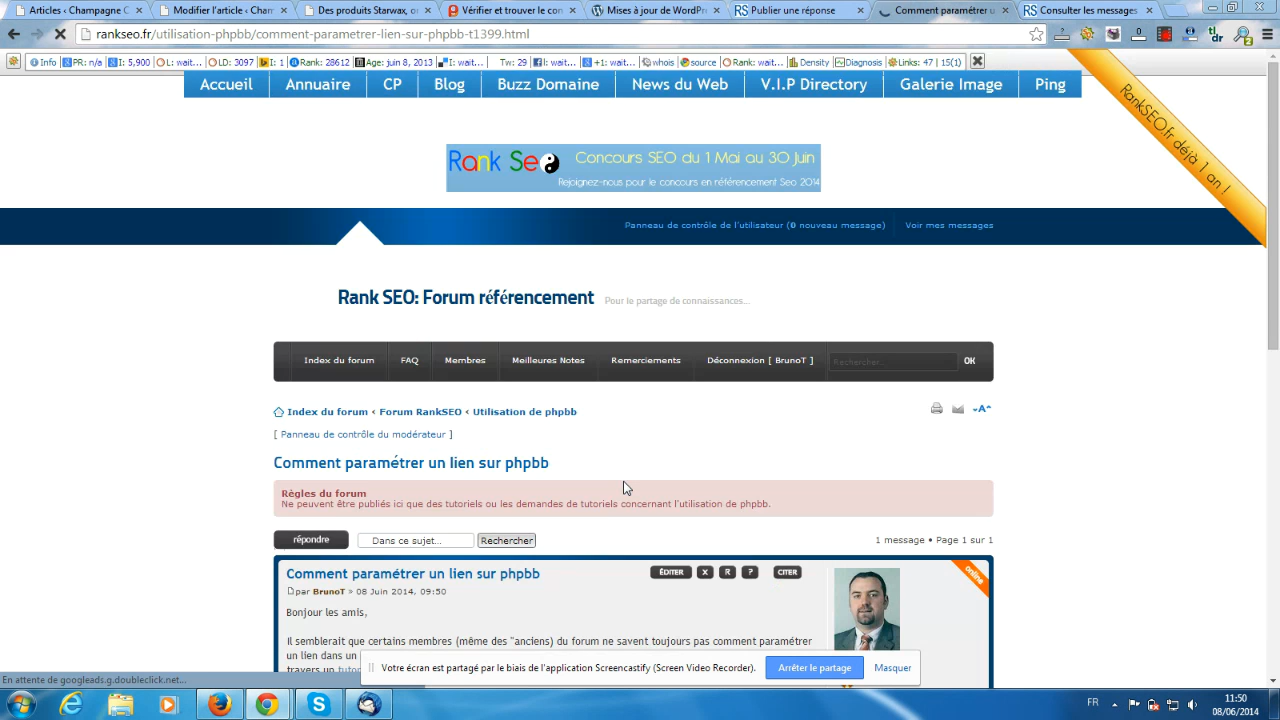 Articles ‹ Champagne C
Modifier l'article ‹ Cham
Des produits Starwax, or
Vérifier et trouver le con
Mises à jour de WordPr
Publier une réponse
Comment paramétrer u
Consulter les messages
rankseo.fr/utilisation-phpbb/comment-parametrer-lien-sur-phpbb-t1399.html
Info PR: n/a I: 5,900 L: wait... LD: 3097 I: 1 Rank: 28612 Age: juin 8, 2013 I: wait... Tw: 29 I: wait... +1: wait... whois source Rank: wait... Density Diagnosis Links: 47 | 15(1)
Accueil Annuaire CP Blog Buzz Domaine News du Web V.I.P Directory Galerie Image Ping
RankSEO.fr déjà 1 an !
Rank Seo Concours SEO du 1 Mai au 30 Juin
Rejoignez-nous pour le concours en référencement Seo 2014
Panneau de contrôle de l'utilisateur (0 nouveau message) Voir mes messages
Rank SEO: Forum référencement Pour le partage de connaissances...
Index du forum FAQ Membres Meilleures Notes Remerciements Déconnexion [ BrunoT ] Rechercher... OK
Index du forum ‹ Forum RankSEO ‹ Utilisation de phpbb
[ Panneau de contrôle du modérateur ]
Comment paramétrer un lien sur phpbb
Règles du forum
Ne peuvent être publiés ici que des tutoriels ou les demandes de tutoriels concernant l'utilisation de phpbb.
répondre Dans ce sujet... Rechercher 1 message • Page 1 sur 1
Comment paramétrer un lien sur phpbb ÉDITER X R ? CITER online
par BrunoT » 08 Juin 2014, 09:50
Bonjour les amis,
Il semblerait que certains membres (même des "anciens) du forum ne savent toujours pas comment paramétrer
un lien dans un
travers un
Votre écran est partagé par le biais de l'application Screencastify (Screen Video Recorder). Arrêter le partage Masquer
En attente de googleads.g.doubleclick.net...
FR 11:50
08/06/2014